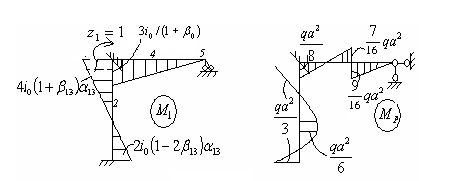 z₁ = 1
3i₀/(1 + β₀)
4
5
4i₀(1 + β₁₃)α₁₃
2
M₁
2i₀(1 − 2β₁₃)α₁₃
qa²/8
7/16 qa²
9/16 qa²
qa²/3
M_P
qa²/6